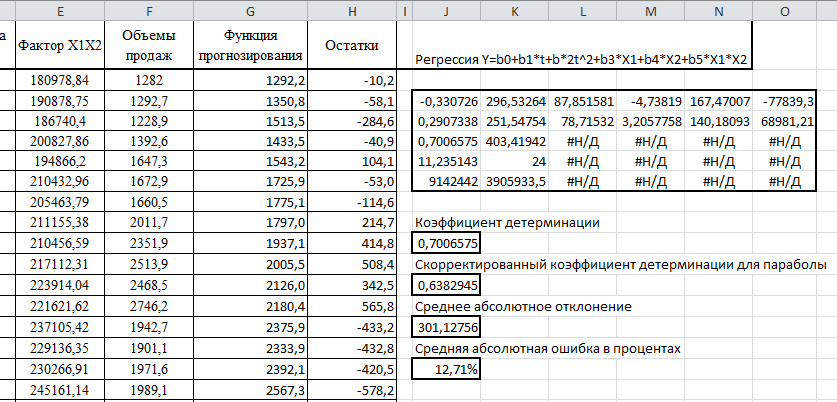 E F G H I J K L M N O
а Фактор X1X2 Объемы продаж Функция прогнозирования Остатки Регрессия Y=b0+b1*t+b*2t^2+b3*X1+b4*X2+b5*X1*X2
180978,84 1282 1292,2 -10,2
190878,75 1292,7 1350,8 -58,1 -0,330726 296,53264 87,851581 -4,73819 167,47007 -77839,3
186740,4 1228,9 1513,5 -284,6 0,2907338 251,54754 78,71532 3,2057758 140,18093 68981,21
200827,86 1392,6 1433,5 -40,9 0,7006575 403,41942 #Н/Д #Н/Д #Н/Д #Н/Д
194866,2 1647,3 1543,2 104,1 11,235143 24 #Н/Д #Н/Д #Н/Д #Н/Д
210432,96 1672,9 1725,9 -53,0 9142442 3905933,5 #Н/Д #Н/Д #Н/Д #Н/Д
205463,79 1660,5 1775,1 -114,6
211155,38 2011,7 1797,0 214,7 Коэффициент детерминации
210456,59 2351,9 1937,1 414,8 0,7006575
217112,31 2513,9 2005,5 508,4 Скорректированный коэффициент детерминации для параболы
223914,04 2468,5 2126,0 342,5 0,6382945
221621,62 2746,2 2180,4 565,8 Среднее абсолютное отклонение
237105,42 1942,7 2375,9 -433,2 301,12756
229136,35 1901,1 2333,9 -432,8 Средняя абсолютная ошибка в процентах
230266,91 1971,6 2392,1 -420,5 12,71%
245161,14 1989,1 2567,3 -578,2